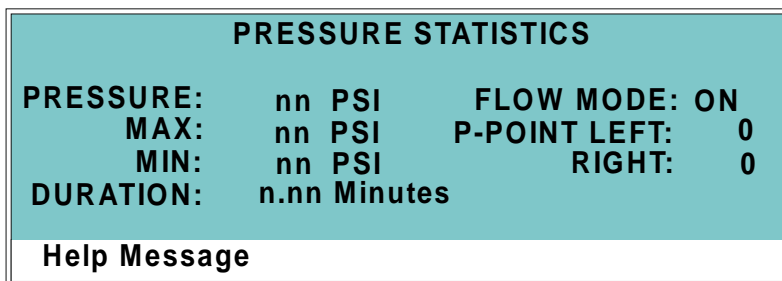 PRESSURE STATISTICS
PRESSURE: nn PSI FLOW MODE: ON
MAX: nn PSI P-POINT LEFT: 0
MIN: nn PSI RIGHT: 0
DURATION: n.nn Minutes
Help Message